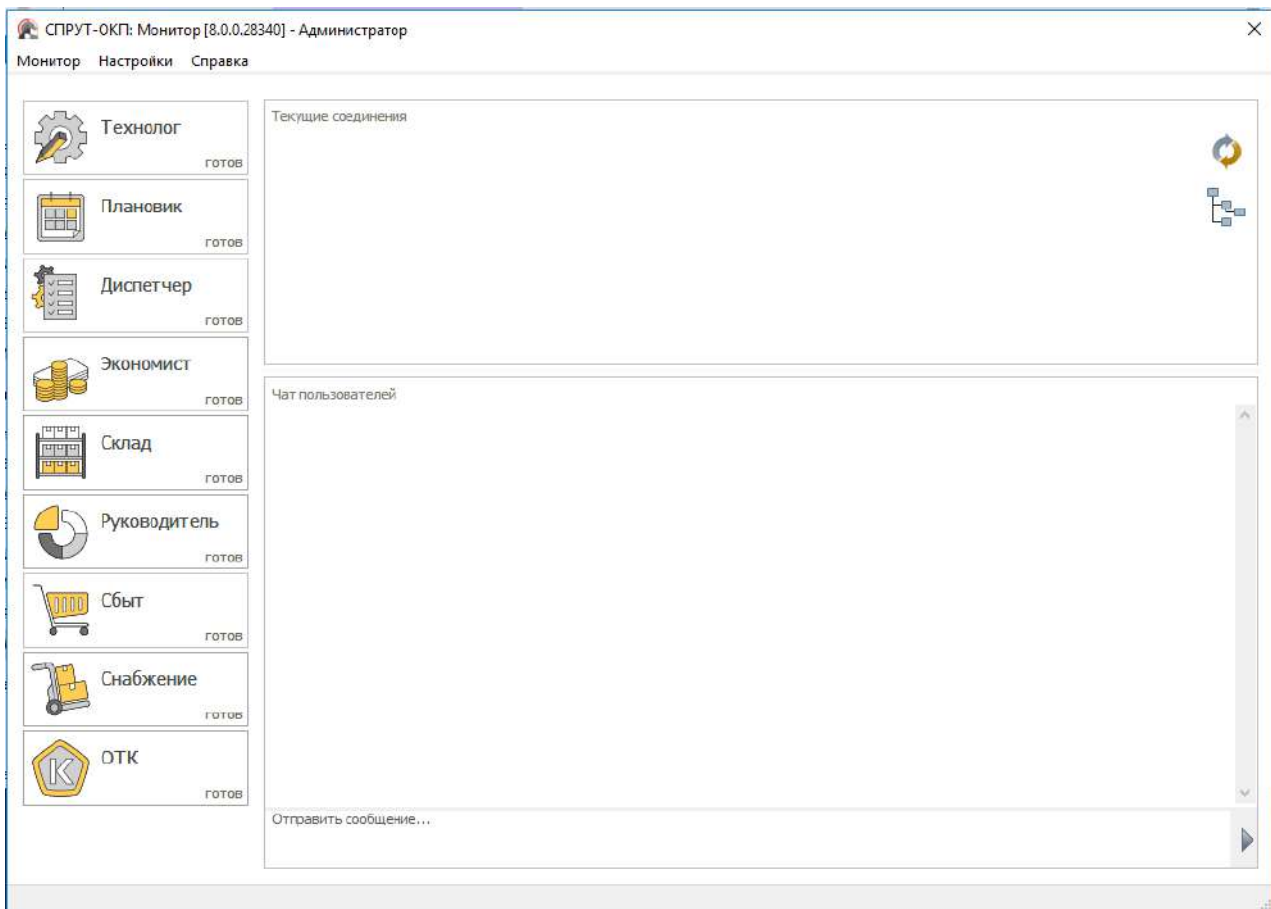 СПРУТ-ОКП: Монитор [8.0.0.28340] - Администратор
Монитор Настройки Справка
Технолог
готов
Плановик
готов
Диспетчер
готов
Экономист
готов
Склад
готов
Руководитель
готов
Сбыт
готов
Снабжение
готов
ОТК
готов
Текущие соединения
Чат пользователей
Отправить сообщение...